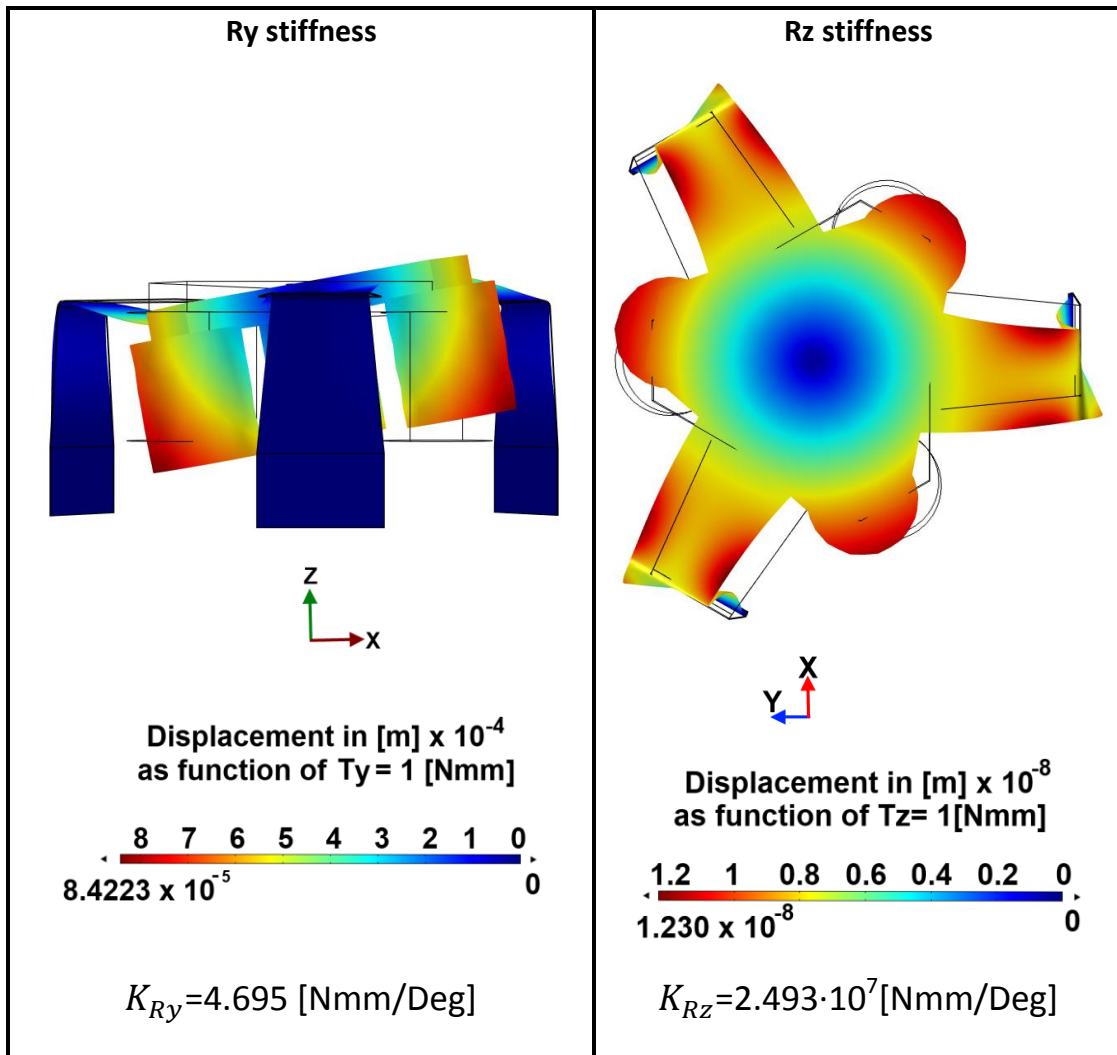 Ry stiffness
Z
X
Displacement in [m] x 10⁻⁴
as function of Ty = 1 [Nmm]
8 7 6 5 4 3 2 1 0
8.4223 x 10⁻⁵ 0
K_Ry=4.695 [Nmm/Deg]
Rz stiffness
X
Y
Displacement in [m] x 10⁻⁸
as function of Tz= 1[Nmm]
1.2 1 0.8 0.6 0.4 0.2 0
1.230 x 10⁻⁸ 0
K_Rz=2.493·10⁷[Nmm/Deg]